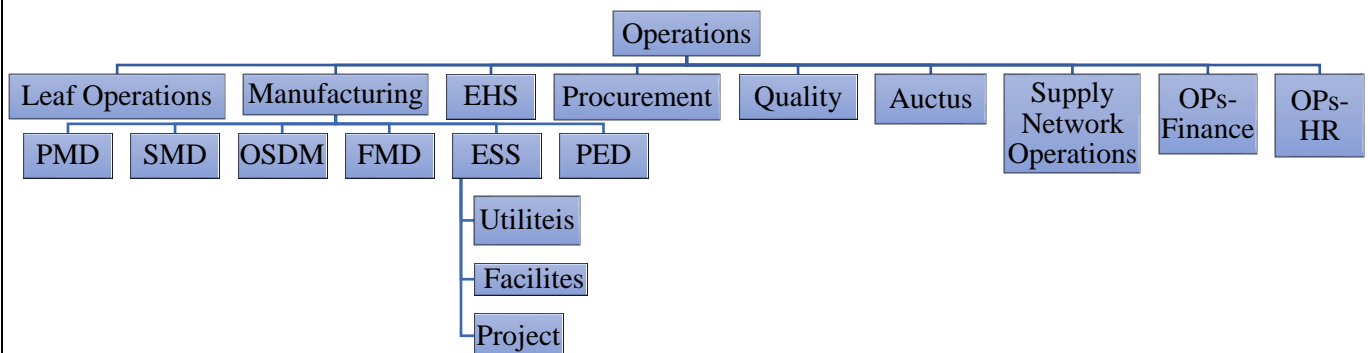 Operations
Leaf Operations
Manufacturing
EHS
Procurement
Quality
Auctus
Supply
Network
Operations
OPs-
Finance
OPs-
HR
PMD
SMD
OSDM
FMD
ESS
PED
Utiliteis
Facilites
Project